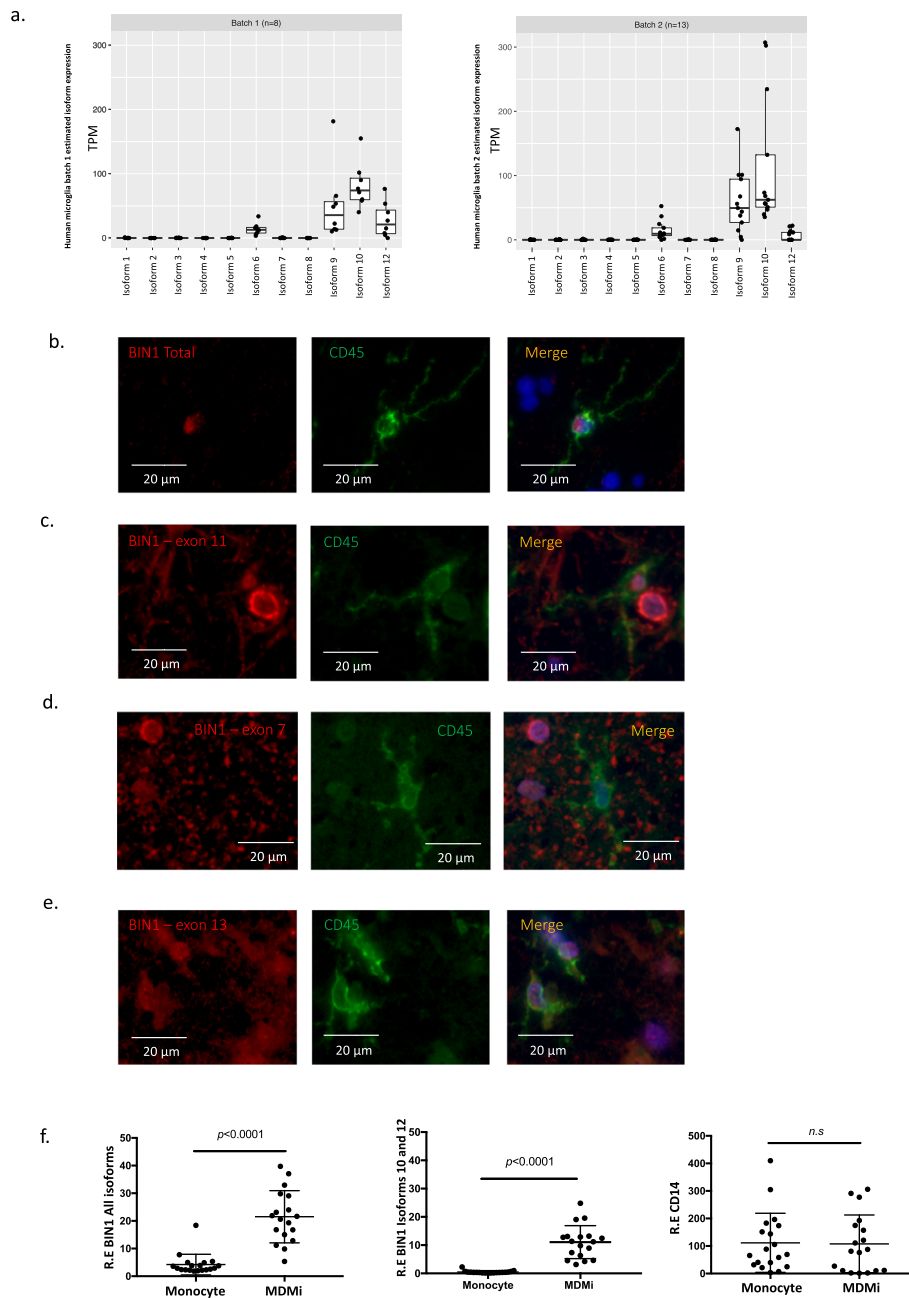 a.
Batch 1 (n=8)
Human microglia batch 1 estimated isoform expression
TPM
300
200
100
0
Isoform 1
Isoform 2
Isoform 3
Isoform 4
Isoform 5
Isoform 6
Isoform 7
Isoform 8
Isoform 9
Isoform 10
Isoform 12
Batch 2 (n=13)
Human microglia batch 2 estimated isoform expression
TPM
300
200
100
0
Isoform 1
Isoform 2
Isoform 3
Isoform 4
Isoform 5
Isoform 6
Isoform 7
Isoform 8
Isoform 9
Isoform 10
Isoform 12
b.
BIN1 Total
20 µm
CD45
20 µm
Merge
20 µm
c.
BIN1 – exon 11
20 µm
CD45
20 µm
Merge
20 µm
d.
BIN1 – exon 7
20 µm
CD45
20 µm
Merge
20 µm
e.
BIN1 – exon 13
20 µm
CD45
20 µm
Merge
20 µm
f.
R.E BIN1 All isoforms
50
40
30
20
10
0
p<0.0001
Monocyte
MDMi
R.E BIN1 Isoforms 10 and 12
50
40
30
20
10
0
p<0.0001
Monocyte
MDMi
R.E CD14
500
400
300
200
100
0
n.s
Monocyte
MDMi